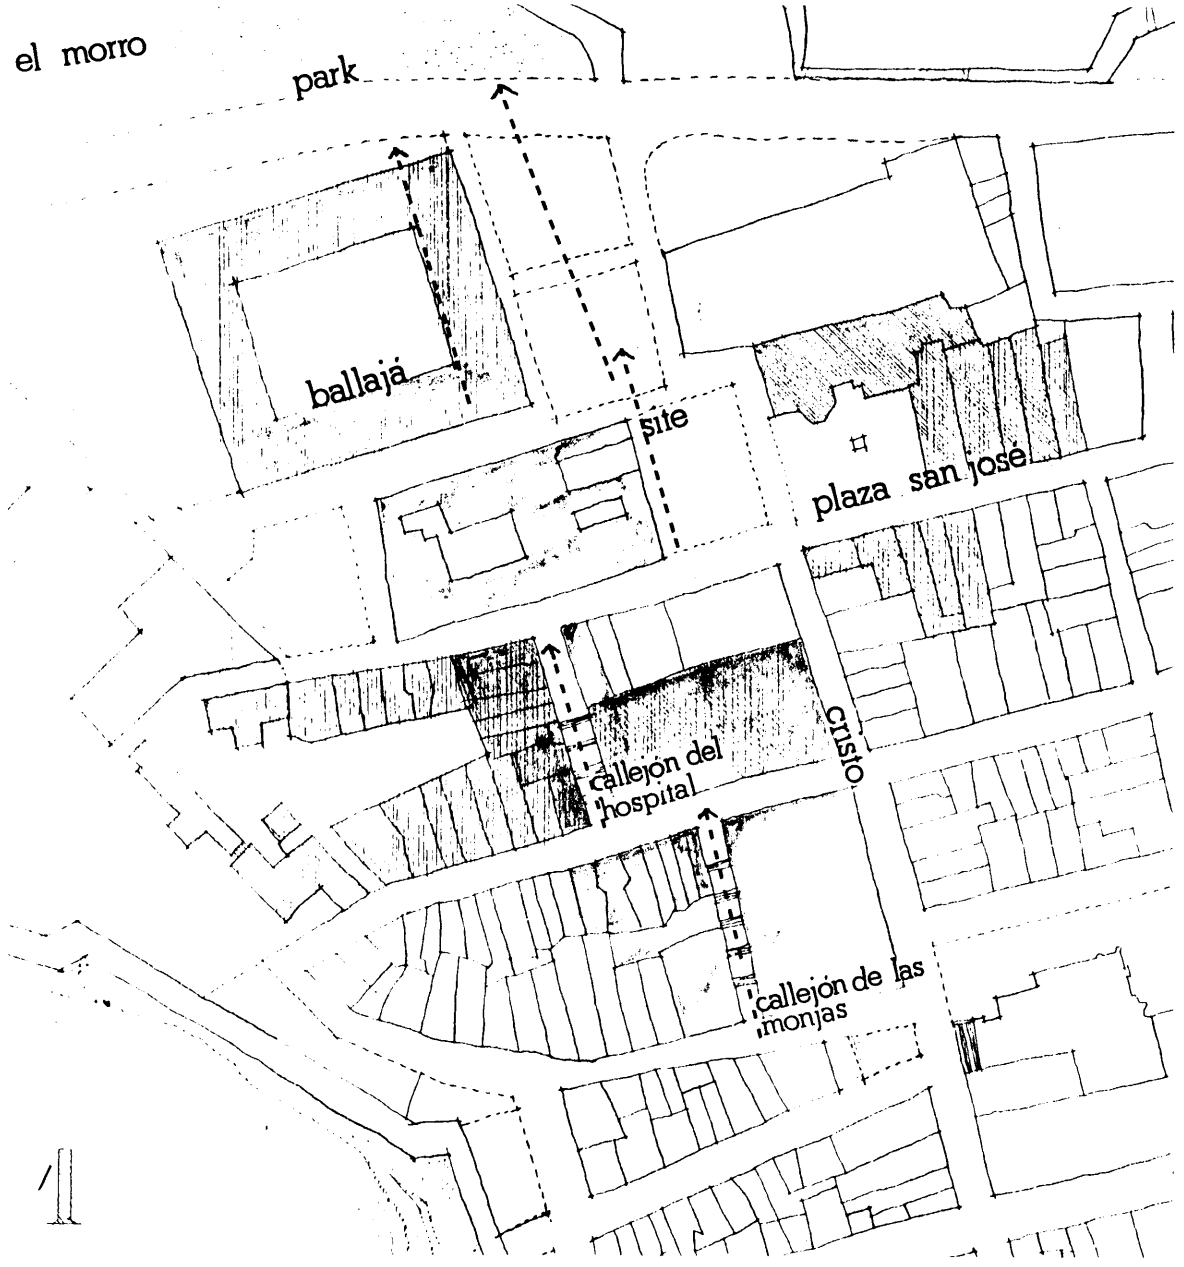 el morro
park
ballajá
site
plaza san josé
cristo
callejón del
hospital
callejón de las
monjas